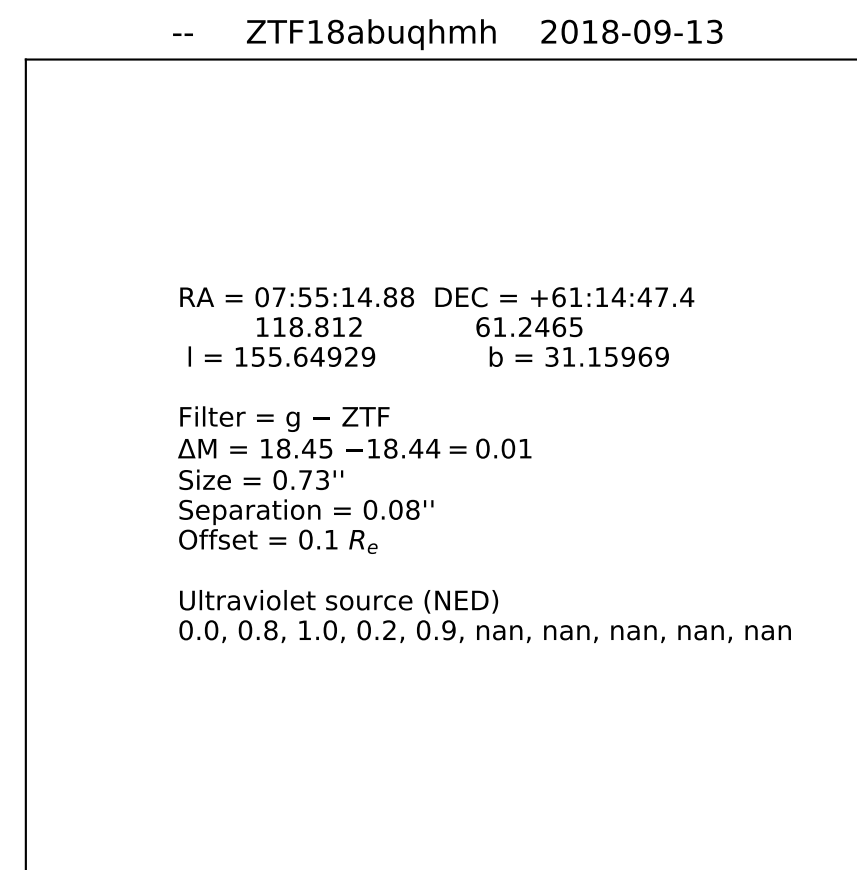 -- ZTF18abuqhmh 2018-09-13
RA = 07:55:14.88 DEC = +61:14:47.4
118.812 61.2465
l = 155.64929 b = 31.15969
Filter = g − ZTF
ΔM = 18.45 −18.44 = 0.01
Size = 0.73''
Separation = 0.08''
Offset = 0.1 Re
Ultraviolet source (NED)
0.0, 0.8, 1.0, 0.2, 0.9, nan, nan, nan, nan, nan